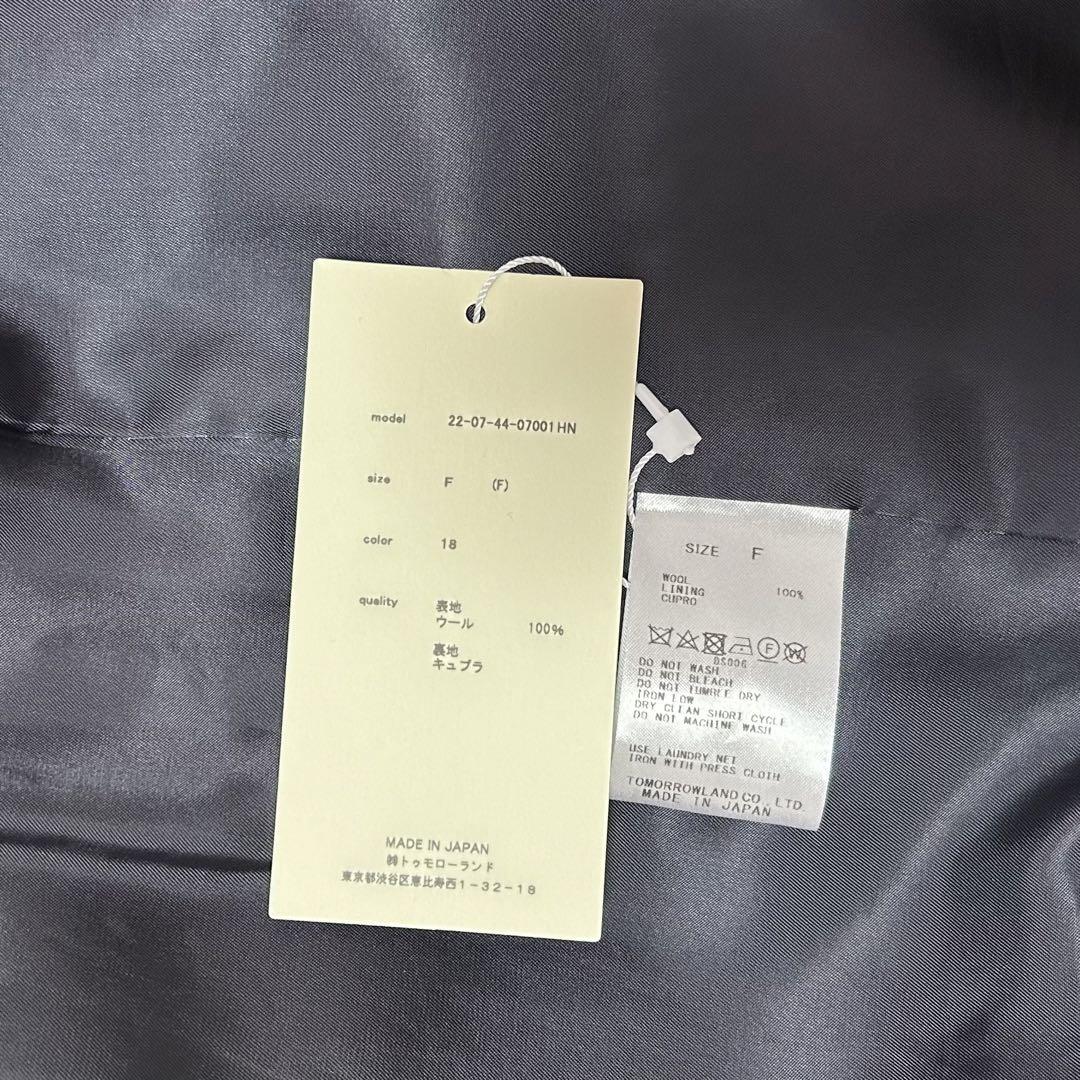 model 22-07-44-07001HN
size F (F)
color 18
quality 表地
ウール 100%
裏地
キュプラ
MADE IN JAPAN
㈱トゥモローランド
東京都渋谷区恵比寿西1-32-18
SIZE F
WOOL 100%
LINING
CUPRO
DS006
DO NOT WASH
DO NOT BLEACH
DO NOT TUMBLE DRY
IRON LOW
DRY CLEAN SHORT CYCLE
DO NOT MACHINE WASH
USE LAUNDRY NET
IRON WITH PRESS CLOTH
TOMORROWLAND CO., LTD
MADE IN JAPAN